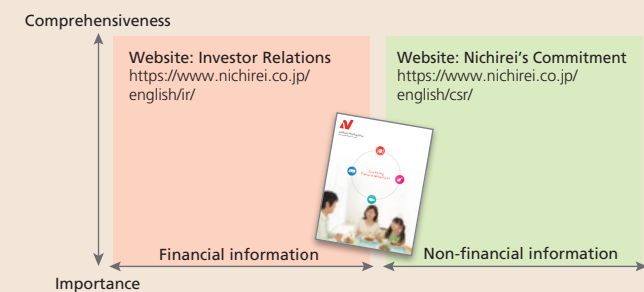 Comprehensiveness
Website: Investor Relations
https://www.nichirei.co.jp/
english/ir/
Website: Nichirei's Commitment
https://www.nichirei.co.jp/
english/csr/
Financial information
Non-financial information
Importance